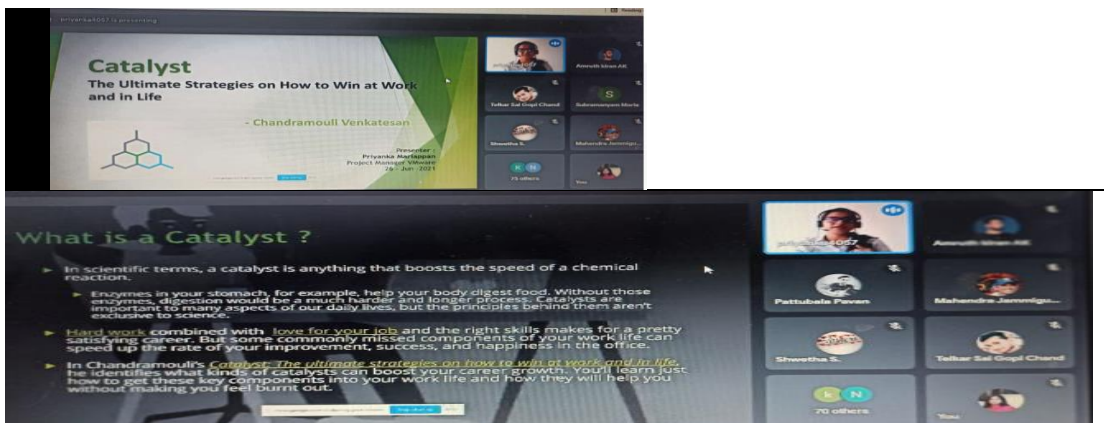 priyanka8057 is presenting
Catalyst
The Ultimate Strategies on How to Win at Work
and in Life
- Chandramouli Venkatesan
Presenter :
Priyanka Mariappan
Project Manager VMware
26 - Jun -2021
Amruth kiran AK
Telkar Sai Gopi Chand
Shwetha S.
Mahendra Jammigu...
75 others
You
What is a Catalyst ?
In scientific terms, a catalyst is anything that boosts the speed of a chemical
reaction.
Enzymes in your stomach, for example, help your body digest food. Without those
enzymes, digestion would be a much harder and longer process. Catalysts are
important to many aspects of our daily lives, but the principles behind them aren't
exclusive to science.
Hard work combined with love for your job and the right skills makes for a pretty
satisfying career. But some commonly missed components of your work life can
speed up the rate of your improvement, success, and happiness in the office.
In Chandramouli's Catalyst: The ultimate strategies on how to win at work and in life,
he identifies what kinds of catalysts can boost your career growth. You'll learn just
how to get these key components into your work life and how they will help you
without making you feel burnt out.
priyanka8057
Amruth kiran AK
Pattubala Pavan
Mahendra Jammigu...
Shwetha S.
Telkar Sai Gopi Chand
k N
70 others
You